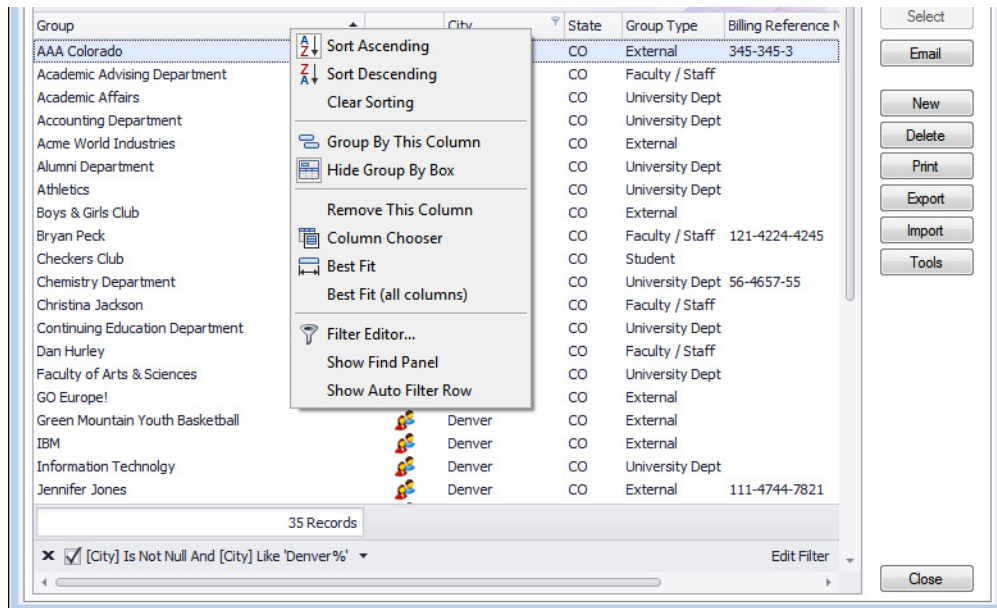 Group City State Group Type Billing Reference N
AAA Colorado CO External 345-345-3
Academic Advising Department CO Faculty / Staff
Academic Affairs CO University Dept
Accounting Department CO University Dept
Acme World Industries CO External
Alumni Department CO University Dept
Athletics CO University Dept
Boys & Girls Club CO External
Bryan Peck CO Faculty / Staff 121-4224-4245
Checkers Club CO Student
Chemistry Department CO University Dept 56-4657-55
Christina Jackson CO Faculty / Staff
Continuing Education Department CO University Dept
Dan Hurley CO Faculty / Staff
Faculty of Arts & Sciences CO University Dept
GO Europe! CO External
Green Mountain Youth Basketball Denver CO External
IBM Denver CO External
Information Technolgy Denver CO University Dept
Jennifer Jones Denver CO External 111-4744-7821
35 Records
[City] Is Not Null And [City] Like 'Denver%'
Edit Filter
Sort Ascending
Sort Descending
Clear Sorting
Group By This Column
Hide Group By Box
Remove This Column
Column Chooser
Best Fit
Best Fit (all columns)
Filter Editor...
Show Find Panel
Show Auto Filter Row
Select
Email
New
Delete
Print
Export
Import
Tools
Close